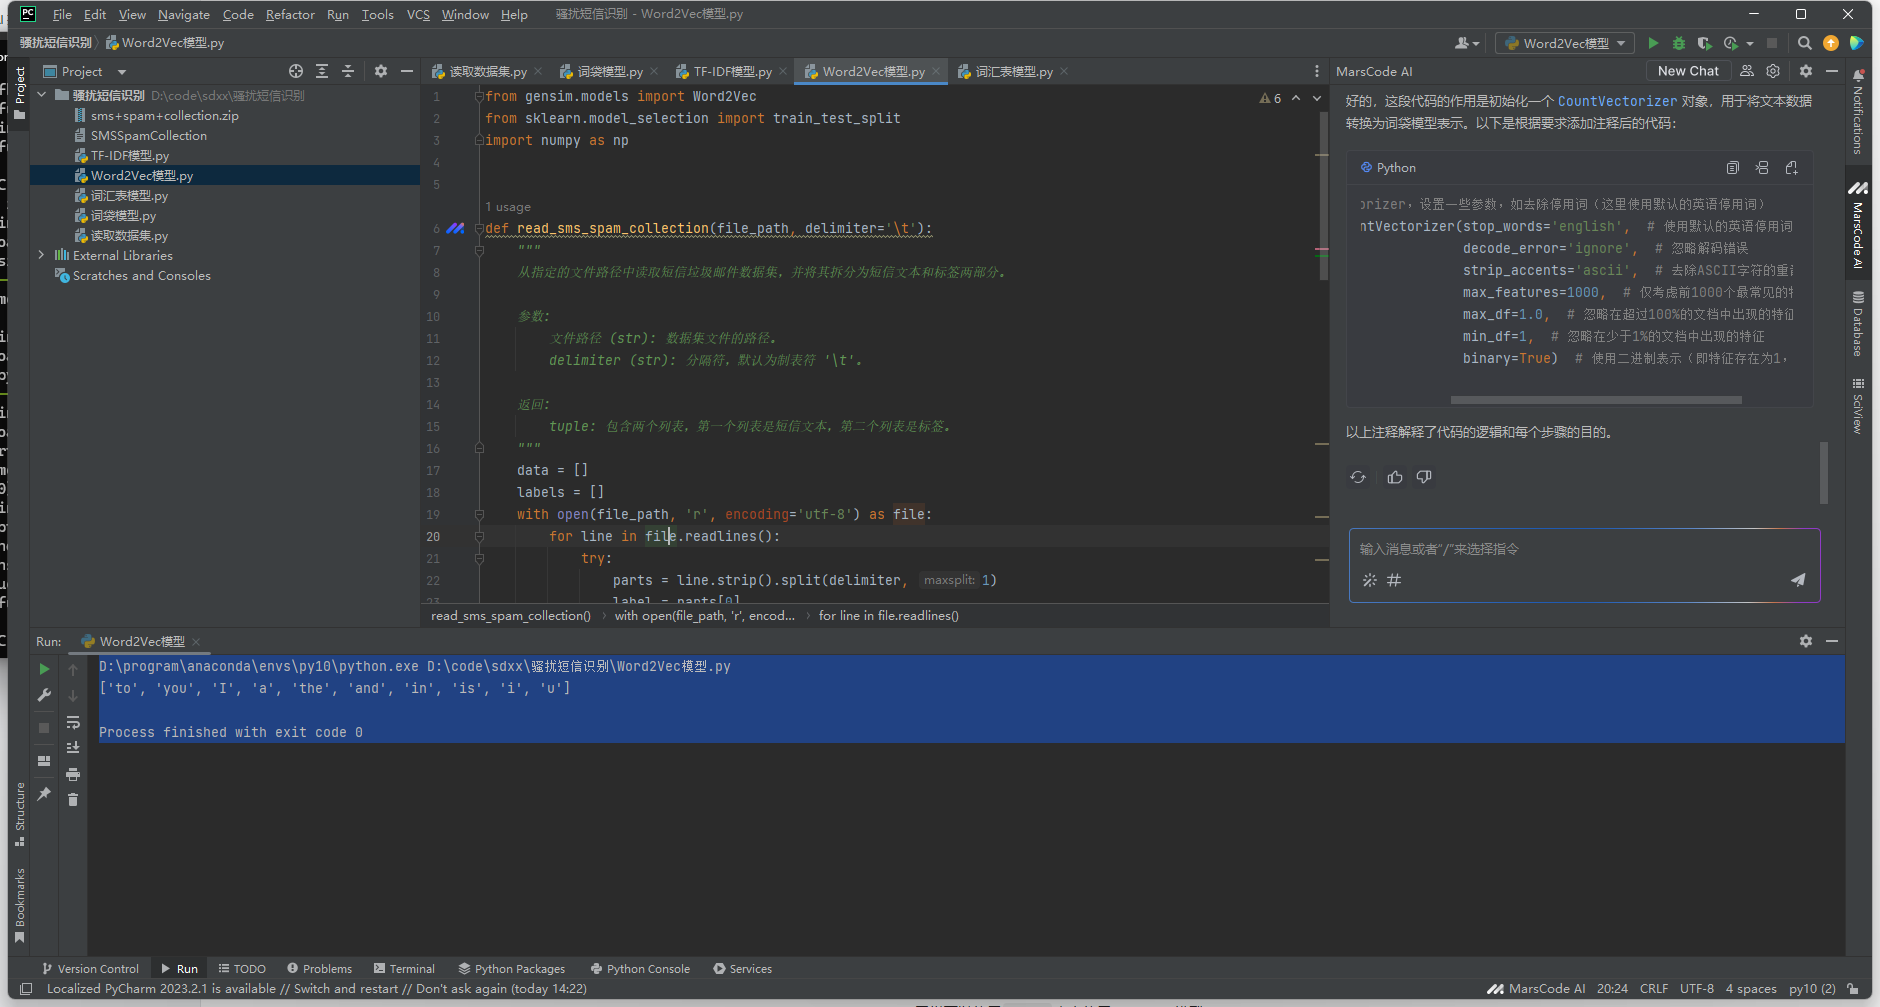 File Edit View Navigate Code Refactor Run Tools VCS Window Help 骚扰短信识别 - Word2Vec模型.py
骚扰短信识别 Word2Vec模型.py
Word2Vec模型
Project
读取数据集.py
词袋模型.py
TF-IDF模型.py
Word2Vec模型.py
词汇表模型.py
MarsCode AI
New Chat
Project
骚扰短信识别 D:\code\sdxx\骚扰短信识别
sms+spam+collection.zip
SMSSpamCollection
TF-IDF模型.py
Word2Vec模型.py
词汇表模型.py
词袋模型.py
读取数据集.py
External Libraries
Scratches and Consoles
6
1 from gensim.models import Word2Vec
2 from sklearn.model_selection import train_test_split
3 import numpy as np
4
5
1 usage
6 def read_sms_spam_collection(file_path, delimiter='\t'):
7 """
8 从指定的文件路径中读取短信垃圾邮件数据集，并将其拆分为短信文本和标签两部分。
9
10 参数:
11 文件路径 (str): 数据集文件的路径。
12 delimiter (str): 分隔符，默认为制表符 '\t'。
13
14 返回:
15 tuple: 包含两个列表，第一个列表是短信文本，第二个列表是标签。
16 """
17 data = []
18 labels = []
19 with open(file_path, 'r', encoding='utf-8') as file:
20 for line in file.readlines():
21 try:
22 parts = line.strip().split(delimiter, maxsplit: 1)
23 label = parts[0]
read_sms_spam_collection() with open(file_path, 'r', encod... for line in file.readlines()
好的，这段代码的作用是初始化一个 CountVectorizer 对象，用于将文本数据
转换为词袋模型表示。以下是根据要求添加注释后的代码：
Python
orizer，设置一些参数，如去除停用词（这里使用默认的英语停用词）
ntVectorizer(stop_words='english', # 使用默认的英语停用词
decode_error='ignore', # 忽略解码错误
strip_accents='ascii', # 去除ASCII字符的重
max_features=1000, # 仅考虑前1000个最常见的
max_df=1.0, # 忽略在超过100%的文档中出现的特征
min_df=1, # 忽略在少于1%的文档中出现的特征
binary=True) # 使用二进制表示（即特征存在为1，
以上注释解释了代码的逻辑和每个步骤的目的。
输入消息或者"/"来选择指令
Notifications
MarsCode AI
Database
SciView
Run: Word2Vec模型
D:\program\anaconda\envs\py10\python.exe D:\code\sdxx\骚扰短信识别\Word2Vec模型.py
['to', 'you', 'I', 'a', 'the', 'and', 'in', 'is', 'i', 'u']
Process finished with exit code 0
Structure
Bookmarks
Version Control Run TODO Problems Terminal Python Packages Python Console Services
Localized PyCharm 2023.2.1 is available // Switch and restart // Don't ask again (today 14:22)
MarsCode AI 20:24 CRLF UTF-8 4 spaces py10 (2)